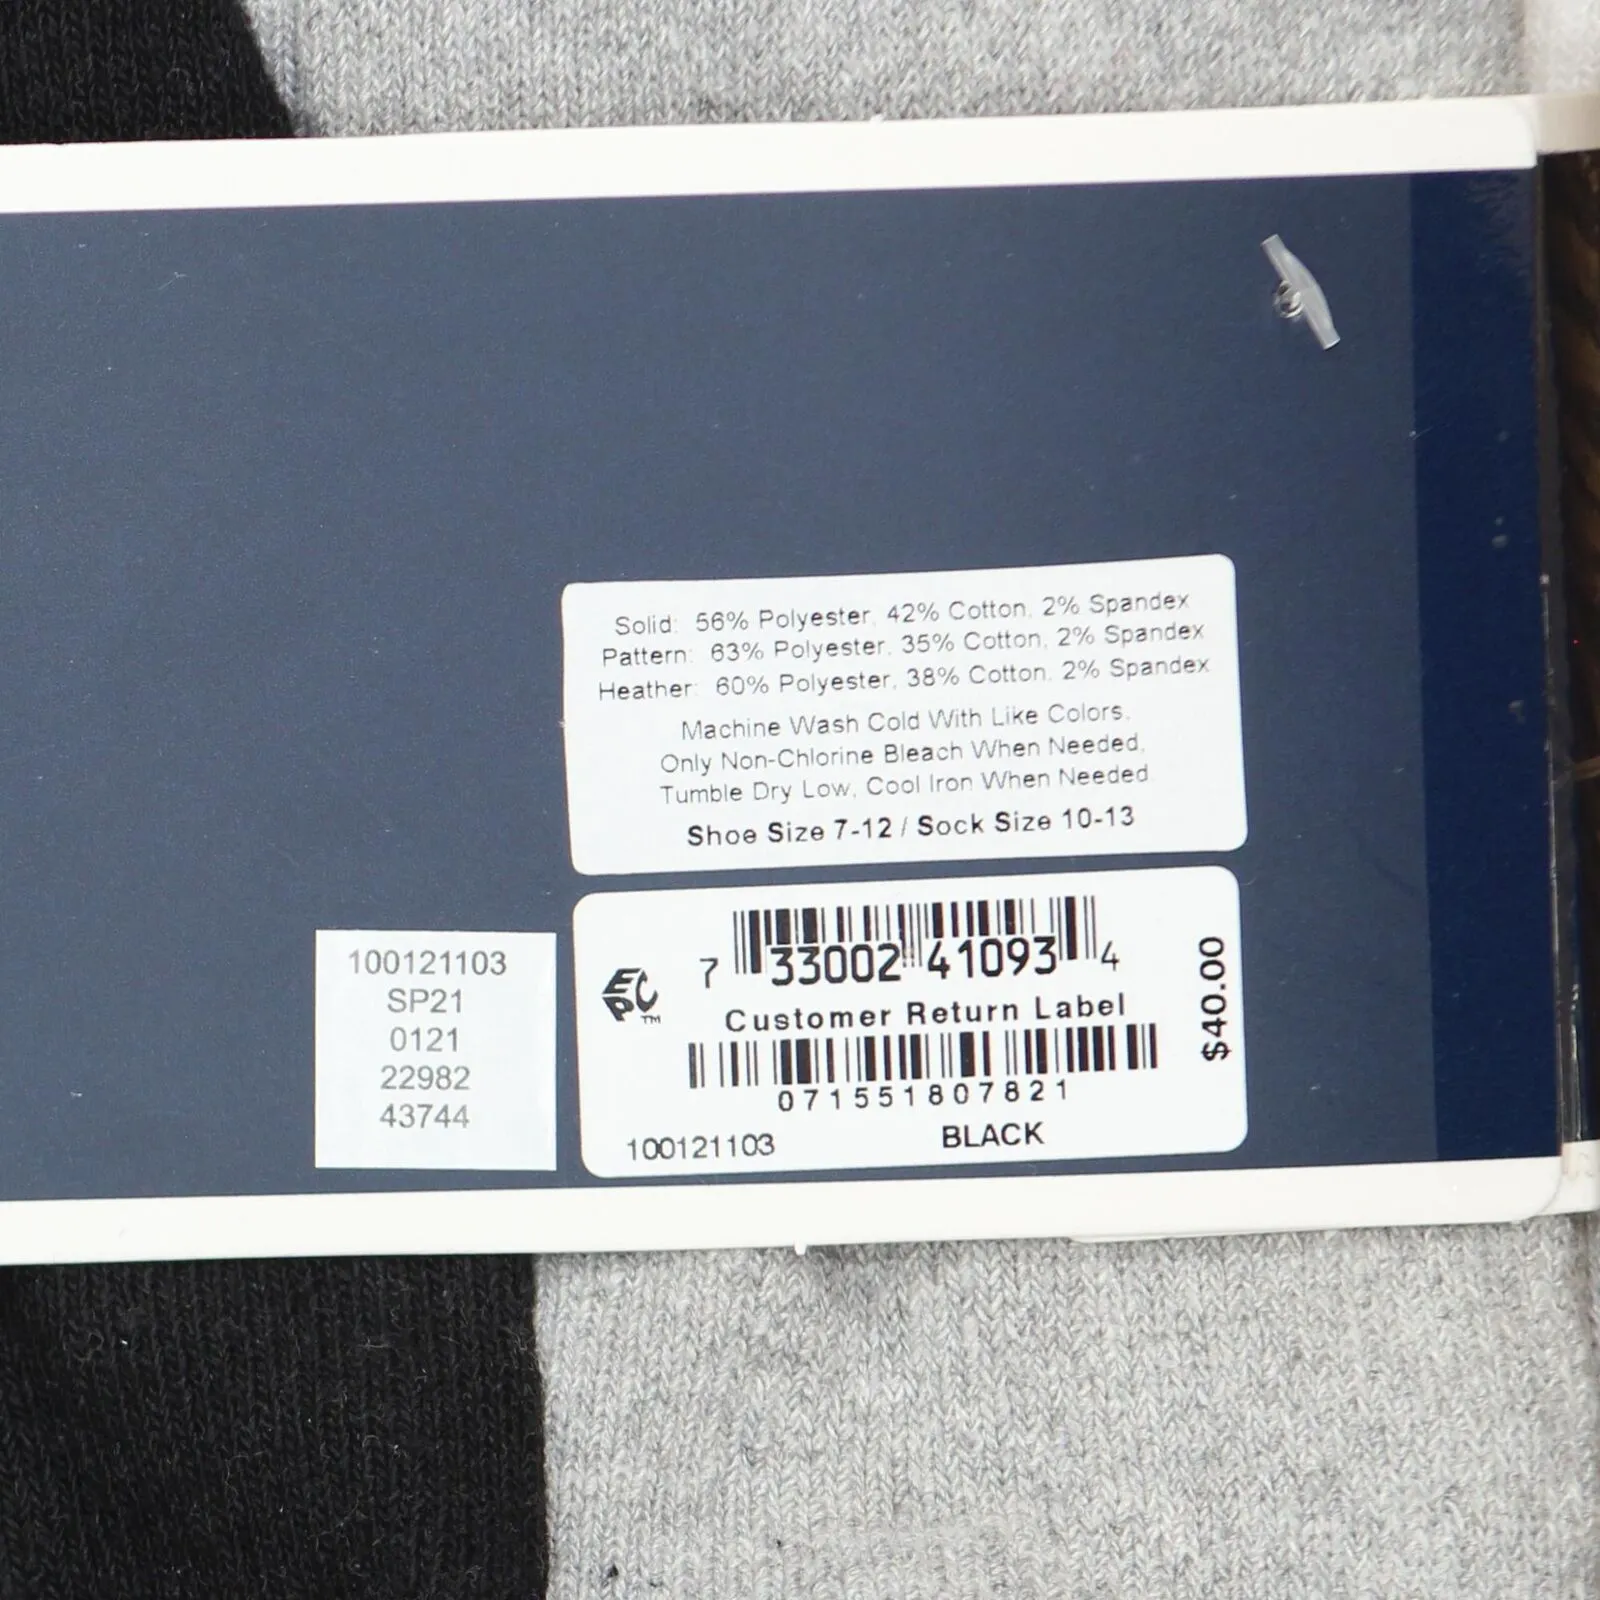 Solid: 56% Polyester, 42% Cotton, 2% Spandex
Pattern: 63% Polyester, 35% Cotton, 2% Spandex
Heather: 60% Polyester, 38% Cotton, 2% Spandex
Machine Wash Cold With Like Colors,
Only Non-Chlorine Bleach When Needed,
Tumble Dry Low, Cool Iron When Needed
Shoe Size 7-12 / Sock Size 10-13
100121103
SP21
0121
22982
43744
EPC TM
7 33002 41093 4
Customer Return Label
071551807821
100121103 BLACK
$40.00